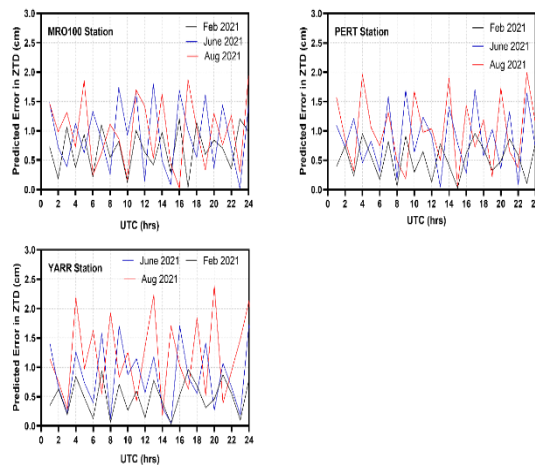 MRO100 Station
Feb 2021
June 2021
Aug 2021
Predicted Error in ZTD (cm)
3.0
2.5
2.0
1.5
1.0
0.5
0.0
0 2 4 6 8 10 12 14 16 18 20 22 24
UTC (hrs)
PERT Station
Feb 2021
June 2021
Aug 2021
Predicted Error in ZTD (cm)
3.0
2.5
2.0
1.5
1.0
0.5
0.0
0 2 4 6 8 10 12 14 16 18 20 22 24
UTC (hrs)
YARR Station
June 2021 Feb 2021
Aug 2021
Predicted Error in ZTD (cm)
3.0
2.5
2.0
1.5
1.0
0.5
0.0
0 2 4 6 8 10 12 14 16 18 20 22 24
UTC (hrs)